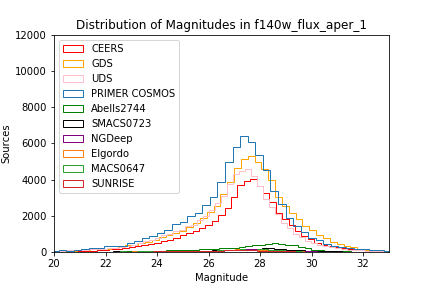 Distribution of Magnitudes in f140w_flux_aper_1
12000
10000
8000
6000
4000
2000
0
Sources
CEERS
GDS
UDS
PRIMER COSMOS
Abells2744
SMACS0723
NGDeep
Elgordo
MACS0647
SUNRISE
20 22 24 26 28 30 32
Magnitude